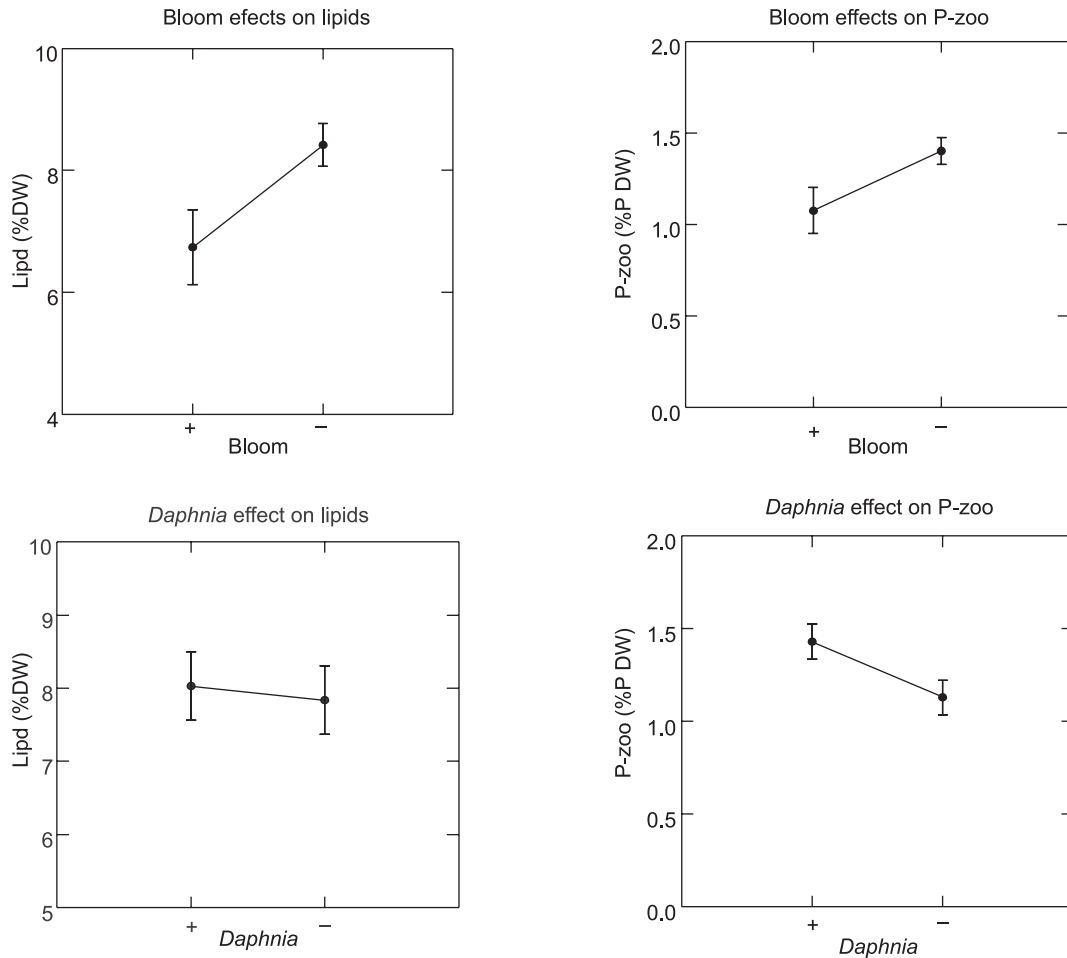 Bloom efects on lipids
10
8
6
4
Lipd (%DW)
+ −
Bloom
Bloom effects on P-zoo
2.0
1.5
1.0
0.5
0.0
P-zoo (%P DW)
+ −
Bloom
Daphnia effect on lipids
10
9
8
7
6
5
Lipd (%DW)
+ −
Daphnia
Daphnia effect on P-zoo
2.0
1.5
1.0
0.5
0.0
P-zoo (%P DW)
+ −
Daphnia